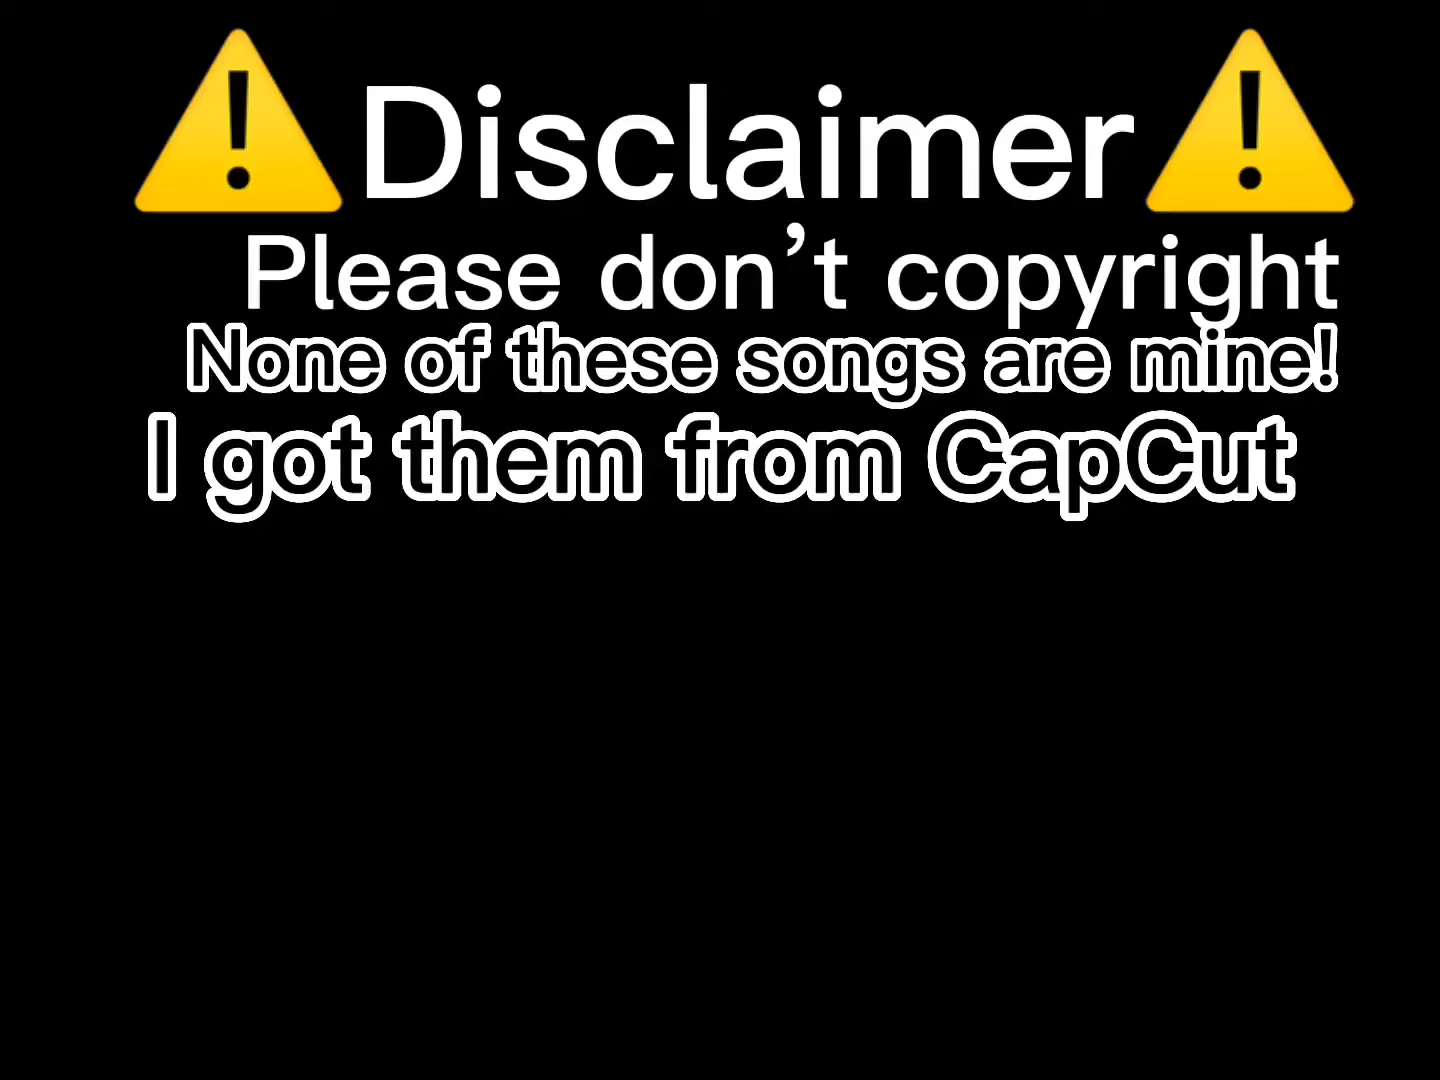 ⚠️Disclaimer⚠️
Please don’t copyright
None of these songs are mine!
I got them from CapCut